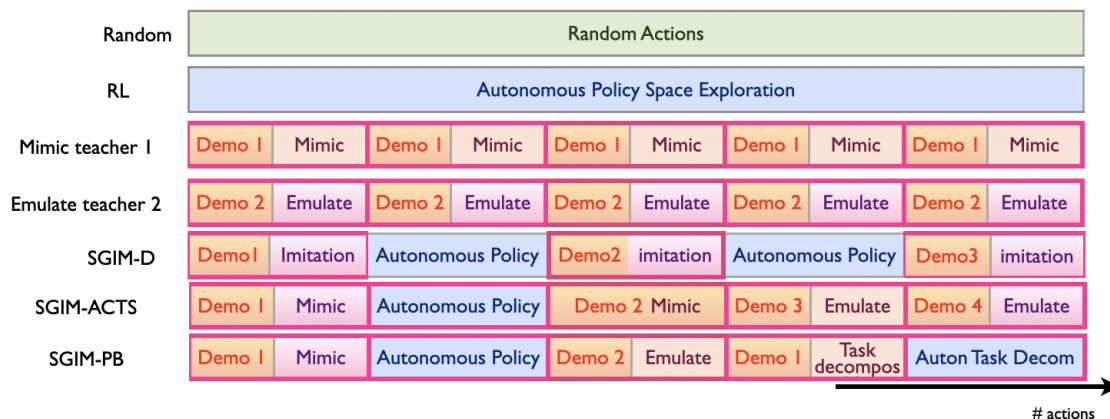 Random Random Actions
RL Autonomous Policy Space Exploration
Mimic teacher 1 Demo 1 Mimic Demo 1 Mimic Demo 1 Mimic Demo 1 Mimic Demo 1 Mimic
Emulate teacher 2 Demo 2 Emulate Demo 2 Emulate Demo 2 Emulate Demo 2 Emulate Demo 2 Emulate
SGIM-D Demo1 Imitation Autonomous Policy Demo2 imitation Autonomous Policy Demo3 imitation
SGIM-ACTS Demo 1 Mimic Autonomous Policy Demo 2 Mimic Demo 3 Emulate Demo 4 Emulate
SGIM-PB Demo 1 Mimic Autonomous Policy Demo 2 Emulate Demo 1 Task decompos Auton Task Decom
# actions